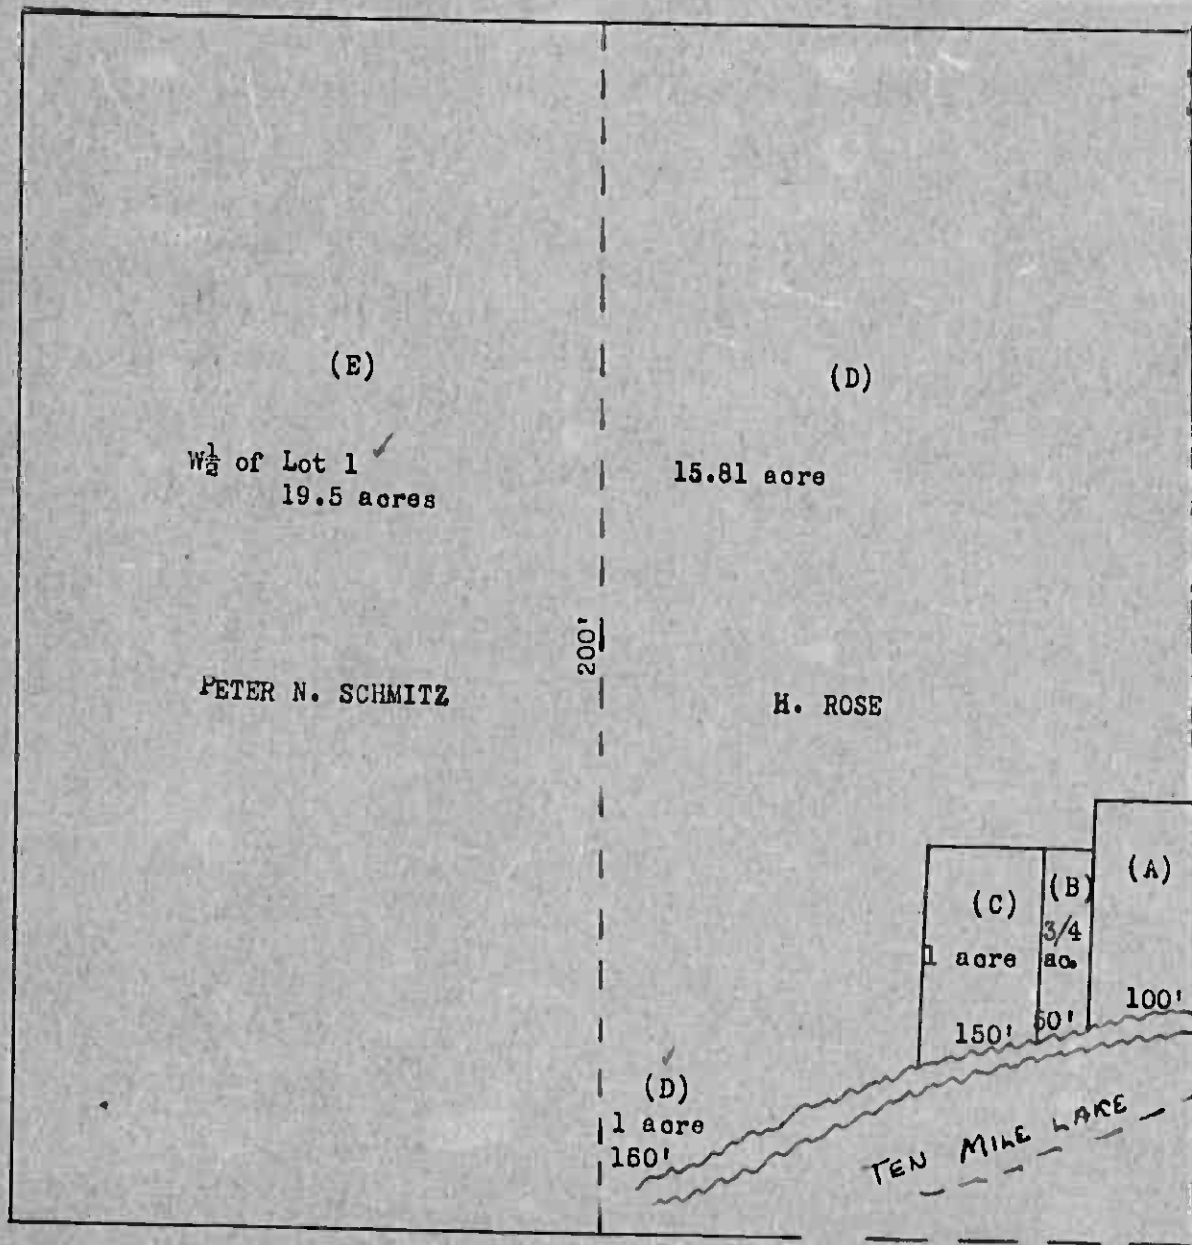 (E)
W½ of Lot 1 ✓
19.5 acres
PETER N. SCHMITZ
200'
(D)
15.81 acre
H. ROSE
(A)
100'
(B)
3/4
ac.
50'
(C)
1 acre
150'
(D)
1 acre
150'
TEN MILE LAKE